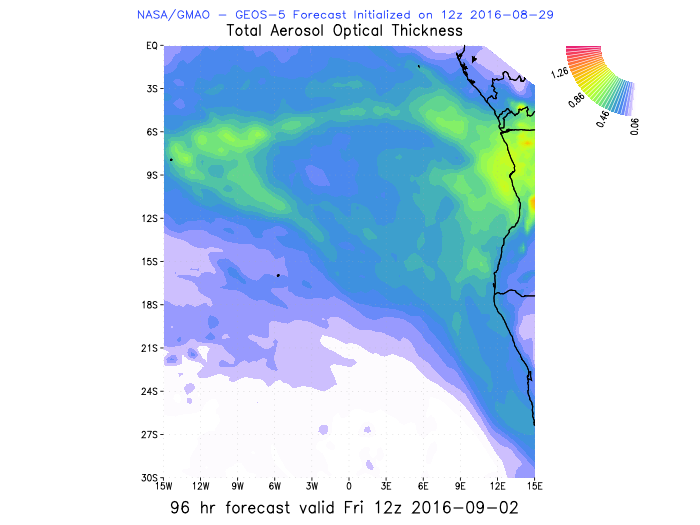 NASA/GMAO - GEOS-5 Forecast Initialized on 12z 2016-08-29
Total Aerosol Optical Thickness
EQ
3S
6S
9S
12S
15S
18S
21S
24S
27S
30S
15W 12W 9W 6W 3W 0 3E 6E 9E 12E 15E
1.26
0.86
0.46
0.06
96 hr forecast valid Fri 12z 2016-09-02